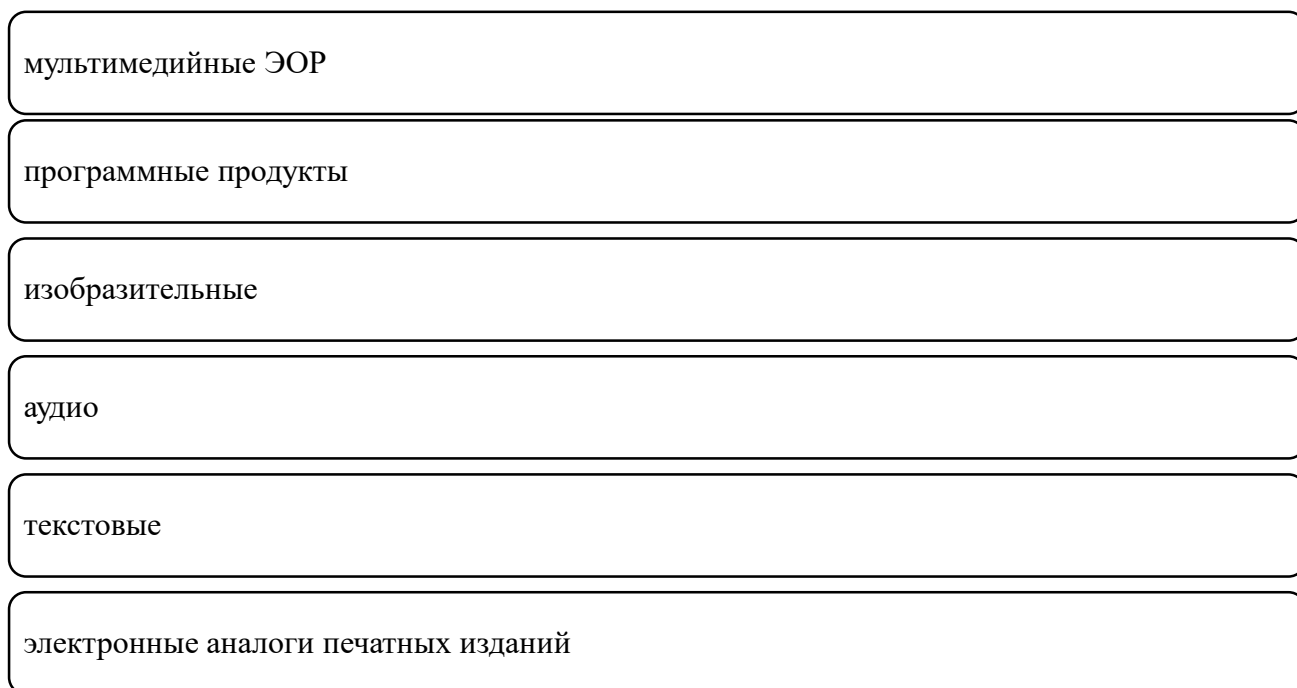 мультимедийные ЭОР
программные продукты
изобразительные
аудио
текстовые
электронные аналоги печатных изданий